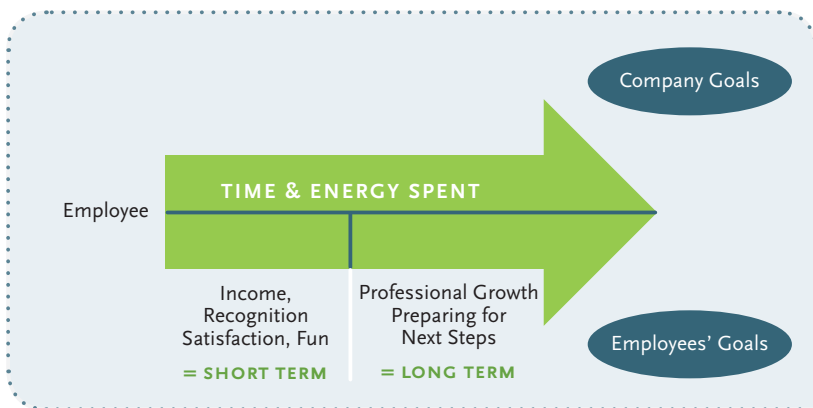 Company Goals
TIME & ENERGY SPENT
Employee
Income,
Recognition
Satisfaction, Fun
= SHORT TERM
Professional Growth
Preparing for
Next Steps
= LONG TERM
Employees’ Goals